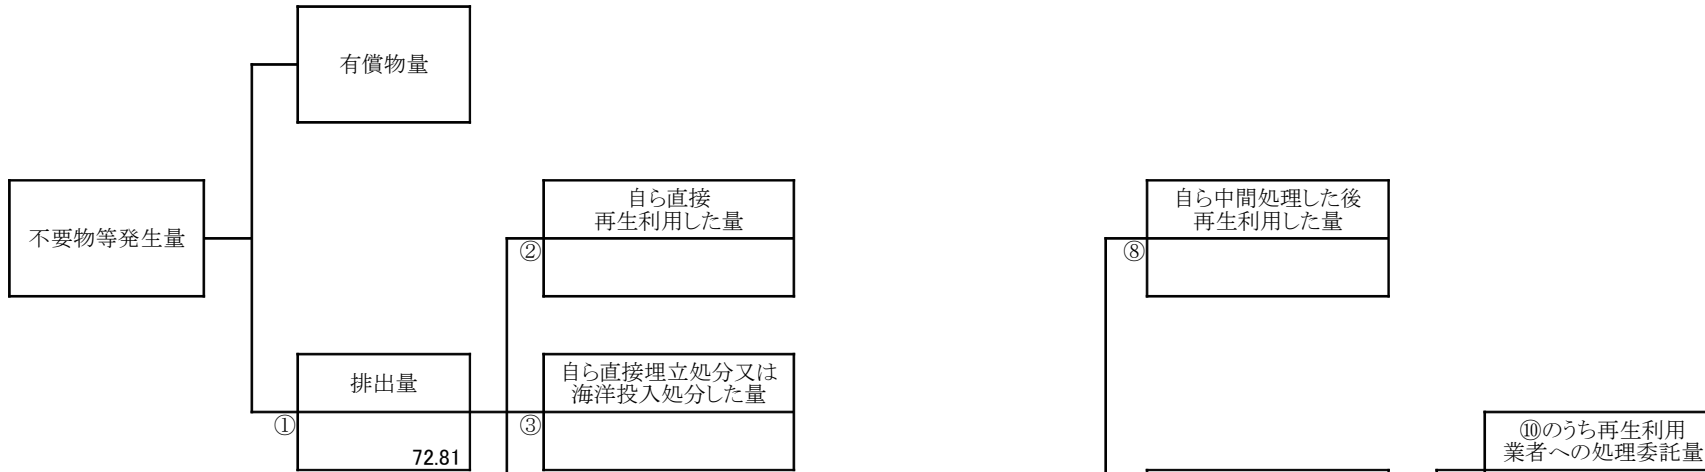 有償物量
不要物等発生量
自ら直接
再生利用した量
②
自ら中間処理した後
再生利用した量
⑧
排出量
①
72.81
自ら直接埋立処分又は
海洋投入処分した量
③
⑩のうち再生利用
業者への処理委託量